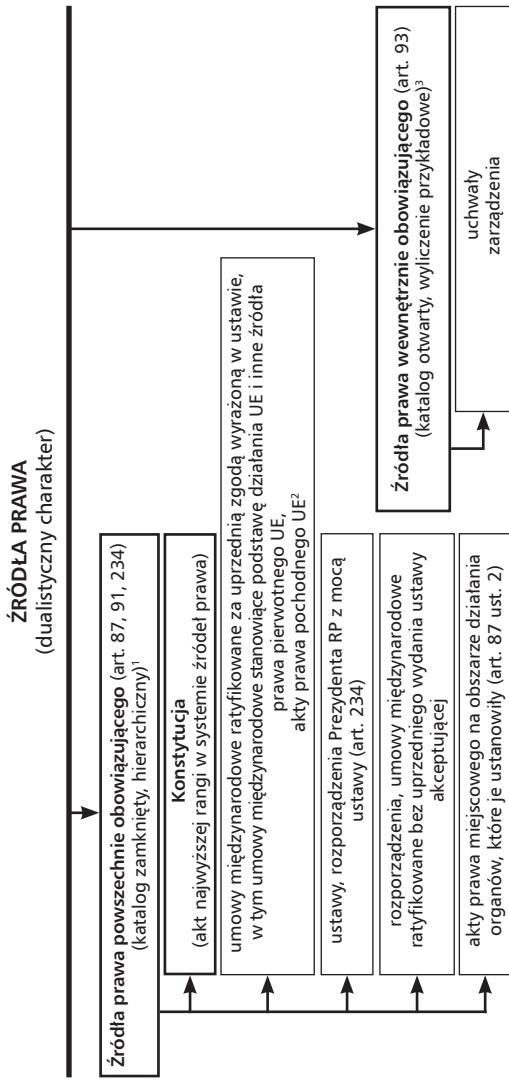 ŹRÓDŁA PRAWA
(dualistyczny charakter)
Źródła prawa powszechnie obowiązującego (art. 87, 91, 234)
(katalog zamknięty, hierarchiczny)¹
Konstytucja
(akt najwyższej rangi w systemie źródeł prawa)
umowy międzynarodowe ratyfikowane za uprzednią zgodą wyrażoną w ustawie,
w tym umowy międzynarodowe stanowiące podstawę działania UE i inne źródła
prawa pierwotnego UE,
akty prawa pochodnego UE²
ustawy, rozporządzenia Prezydenta RP z mocą
ustawy (art. 234)
rozporządzenia, umowy międzynarodowe
ratyfikowane bez uprzedniego wydania ustawy
akceptującej
akty prawa miejscowego na obszarze działania
organów, które je ustanowiły (art. 87 ust. 2)
Źródła prawa wewnętrznie obowiązującego (art. 93)
(katalog otwarty, wyliczenie przykładowe)³
uchwały
zarządzenia